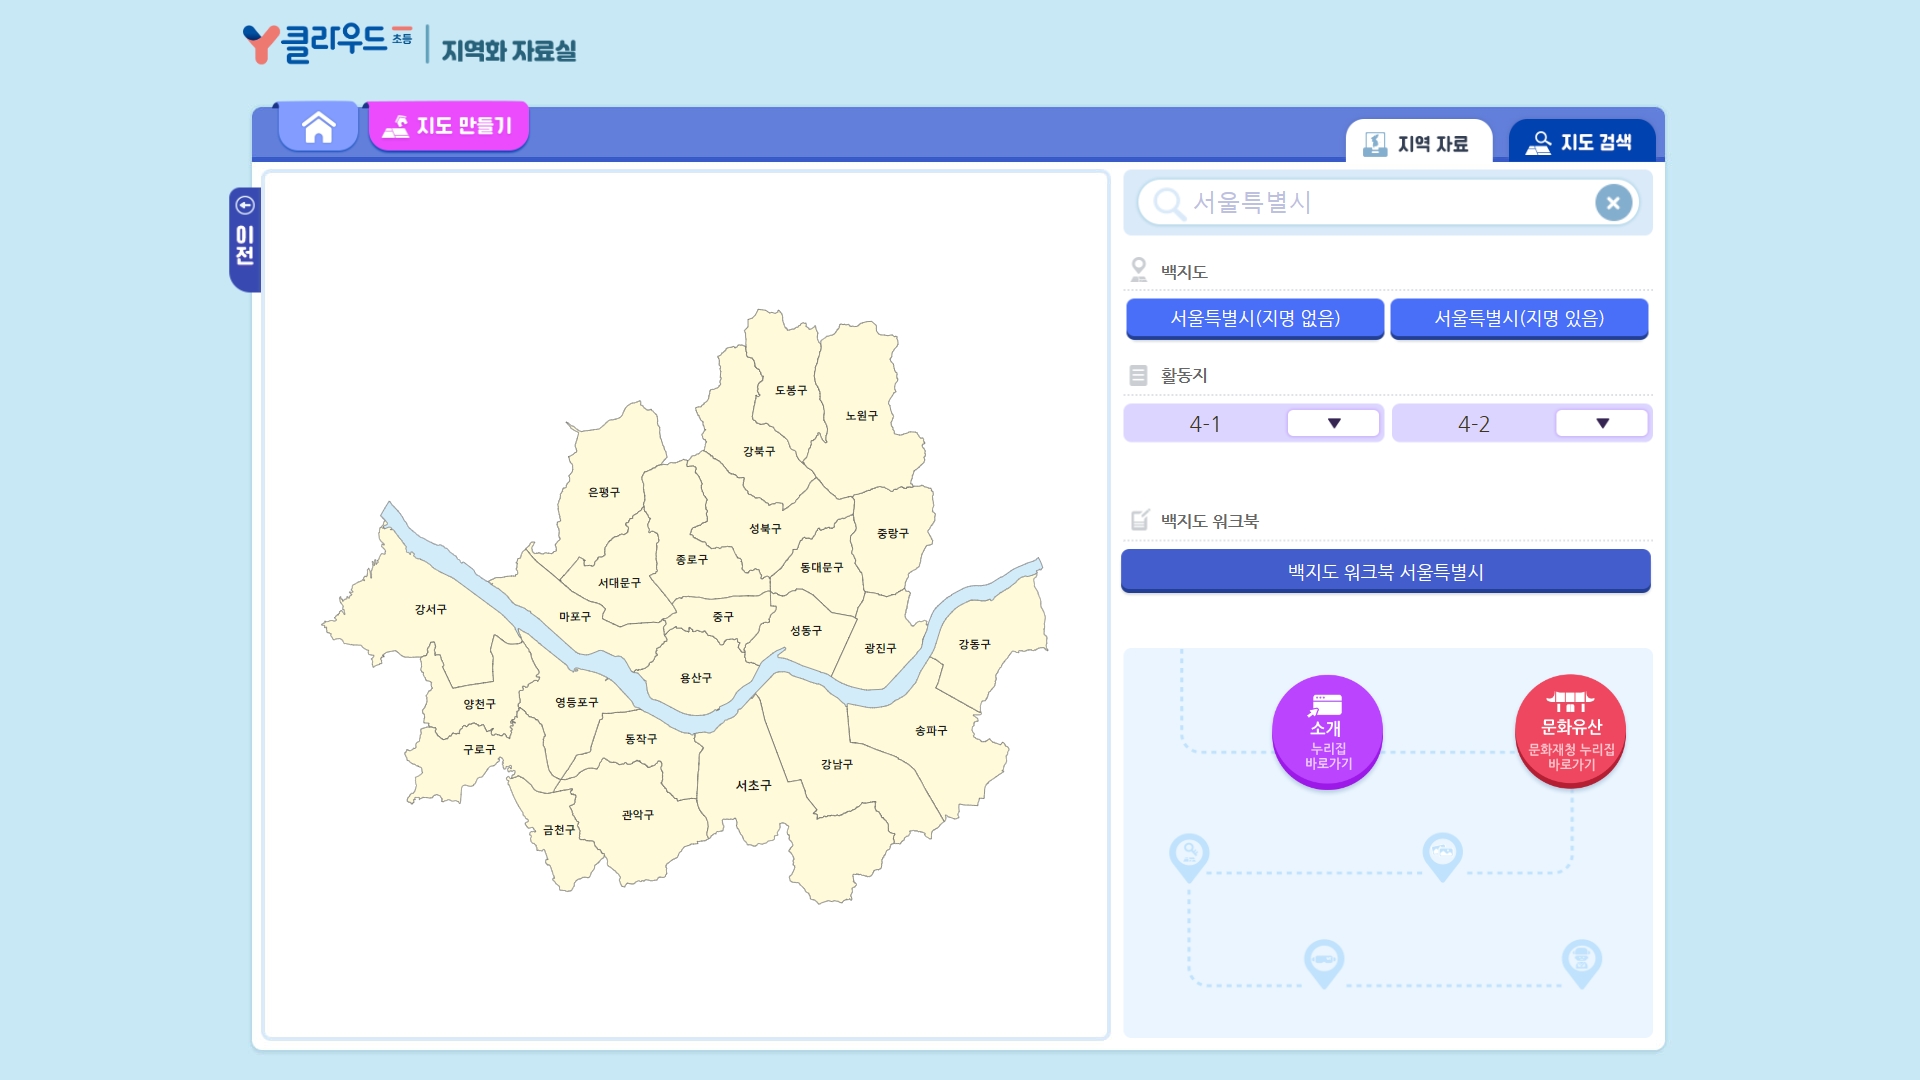 클라우드 초등 지역화 자료실
지도 만들기
지역 자료
지도 검색
이전
서울특별시
백지도
서울특별시(지명 없음)
서울특별시(지명 있음)
활동지
4-1
4-2
백지도 워크북
백지도 워크북 서울특별시
소개
누리집
바로가기
문화유산
문화재청 누리집
바로가기
도봉구
노원구
강북구
은평구
성북구
중랑구
종로구
동대문구
서대문구
강서구
마포구
중구
성동구
광진구
강동구
용산구
양천구
영등포구
송파구
동작구
구로구
강남구
서초구
관악구
금천구